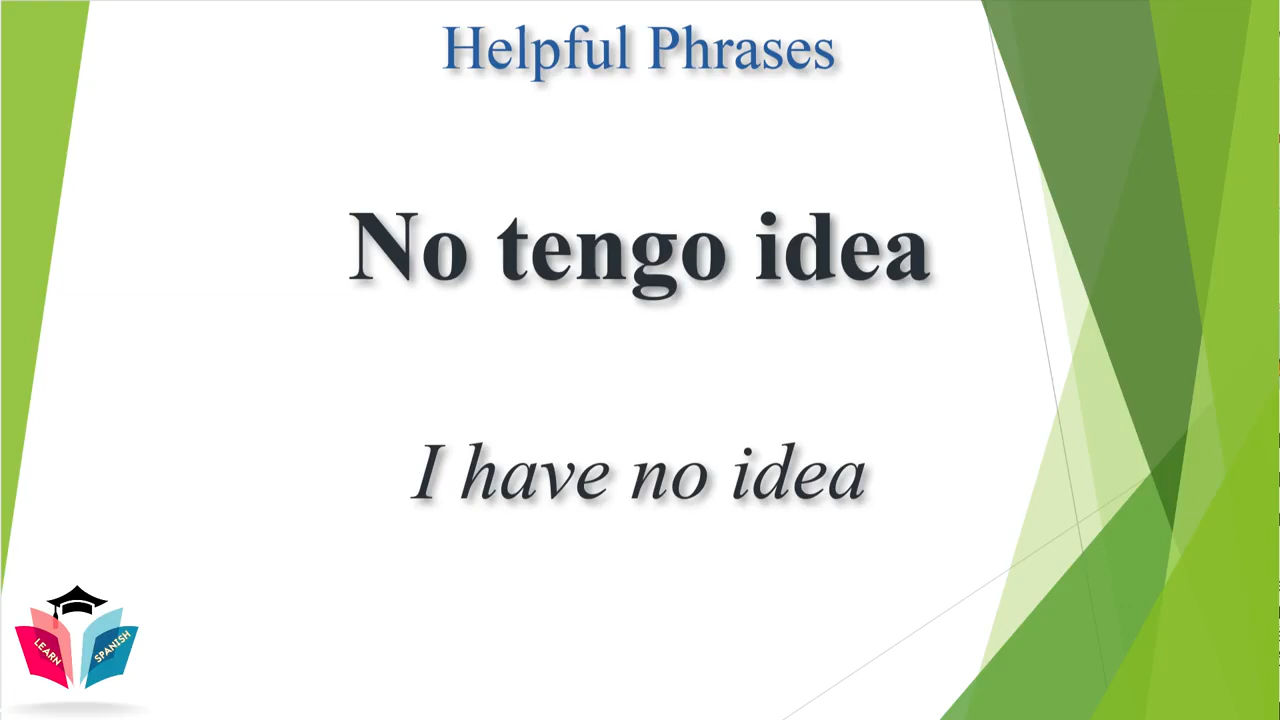 Helpful Phrases
No tengo idea
I have no idea
LEARN
SPANISH